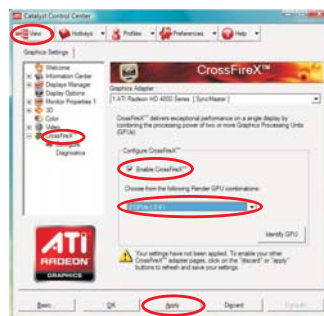 Catalyst Control Center
View Hotkeys Profiles Preferences Help
Graphics Settings
Welcome
Information Center
Displays Manager
Display Options
Monitor Properties 1
3D
Color
Video
CrossFireX
Diagnostics
CrossFireX™
Graphics Adapter:
1.ATI Radeon HD 4800 Series [SyncMaster]
CrossFireX™ delivers exceptional performance on a single display by
combining the processing power of two or more Graphics Processing Units
(GPUs).
Configure CrossFireX™
Enable CrossFireX™
Choose from the following Render GPU combinations:
2 GPUs
Identify GPU
Your settings have not been applied. To enable your other
CrossFireX™ adapter pages, click on the "discard" or "apply"
buttons to refresh and save your settings.
ATI
RADEON
GRAPHICS
Basic...
OK
Apply
Discard